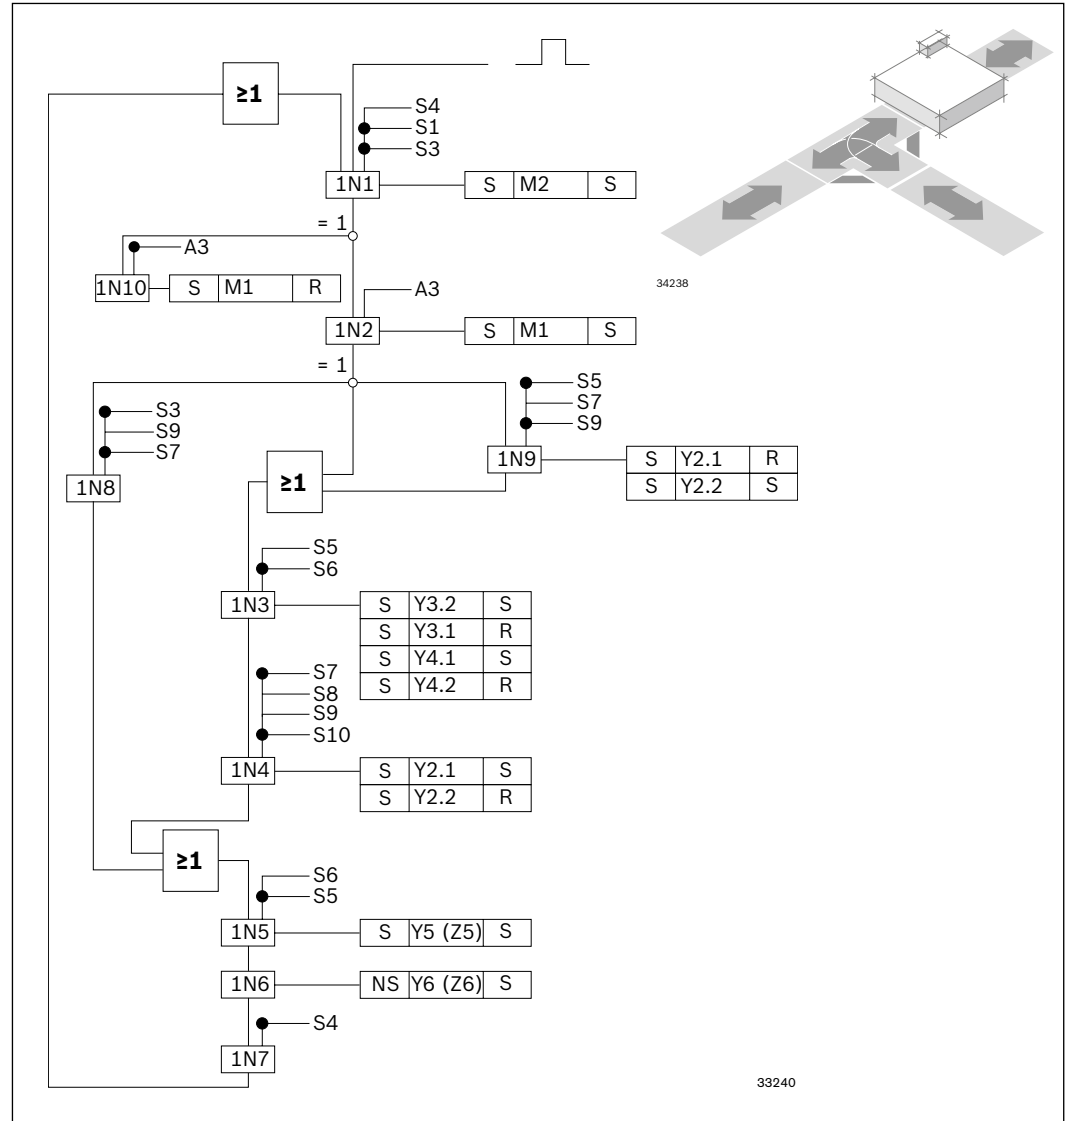 ≥1
S4
S1
S3
1N1 S M2 S
= 1
A3
1N10 S M1 R
34238
A3
1N2 S M1 S
= 1
S5
S7
S9
S3
S9
S7
1N9 S Y2.1 R
S Y2.2 S
≥1
1N8
S5
S6
1N3 S Y3.2 S
S Y3.1 R
S Y4.1 S
S Y4.2 R
S7
S8
S9
S10
1N4 S Y2.1 S
S Y2.2 R
≥1
S6
S5
1N5 S Y5 (Z5) S
1N6 NS Y6 (Z6) S
S4
1N7
33240